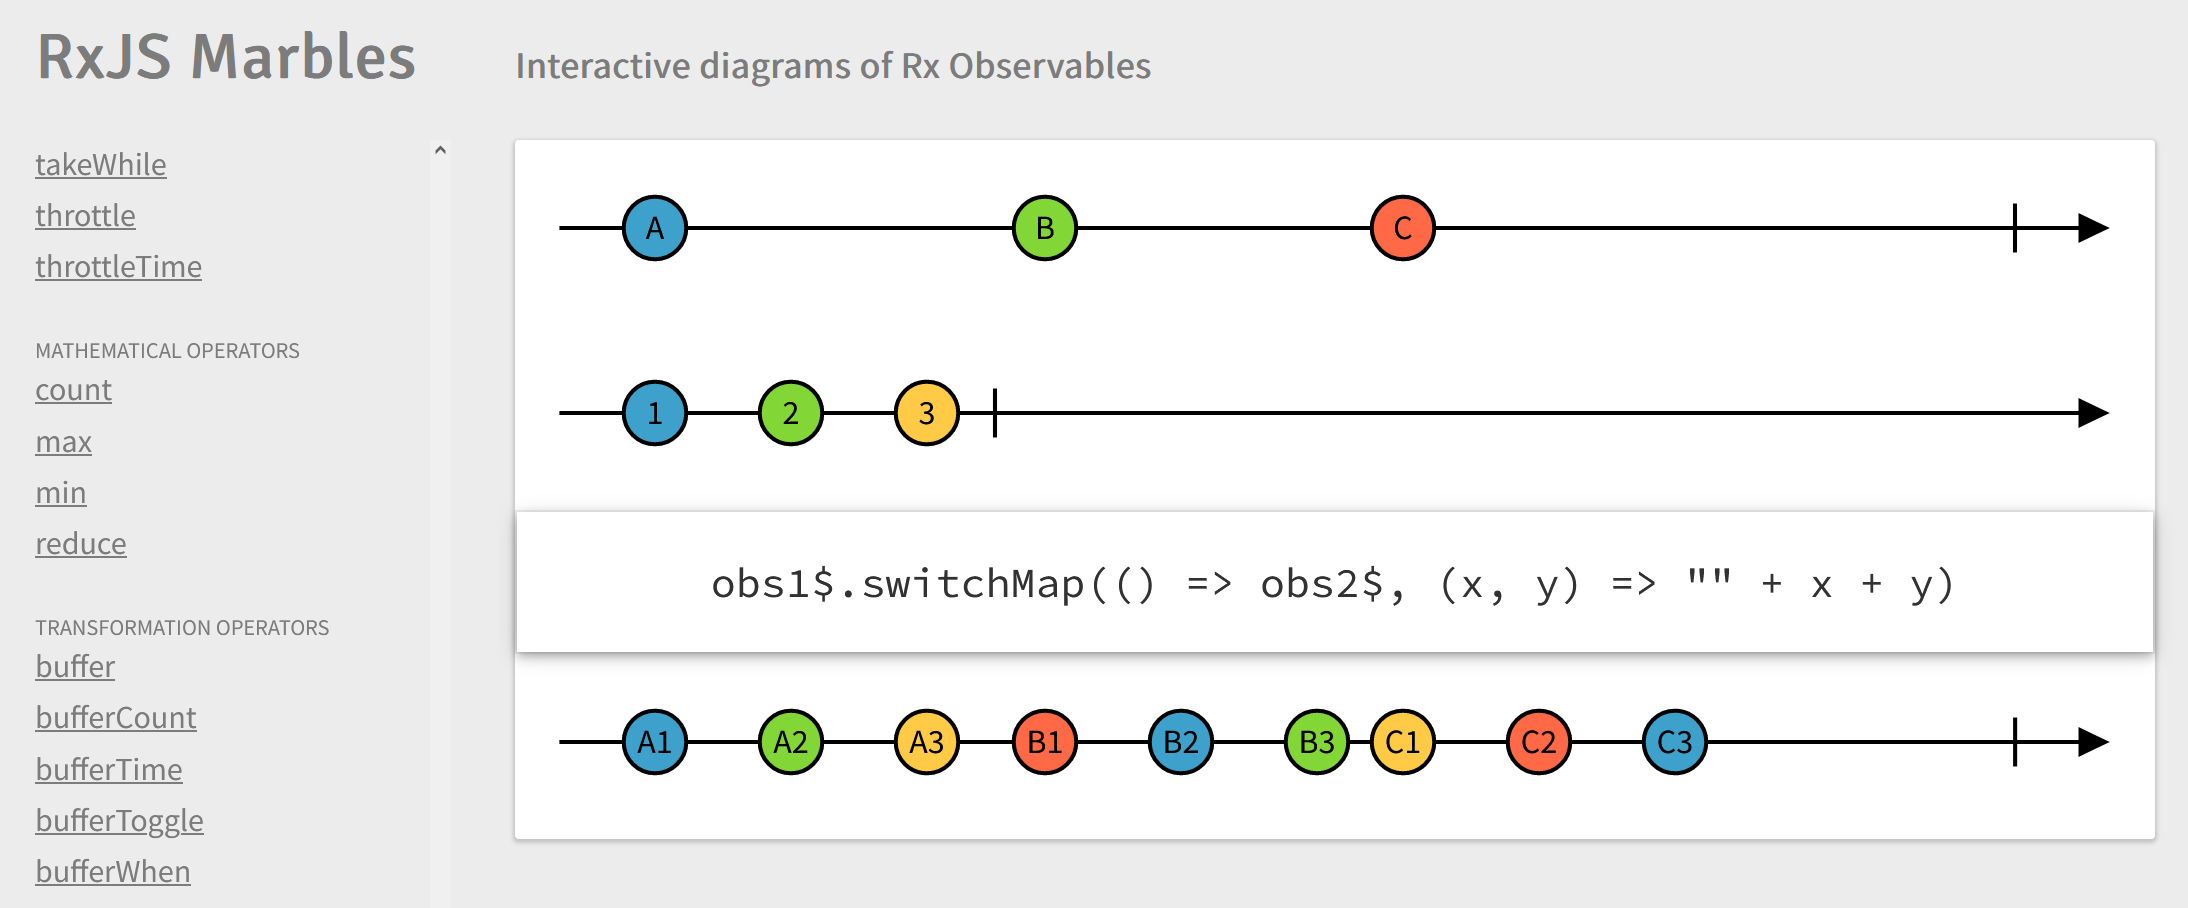 RxJS Marbles
Interactive diagrams of Rx Observables
takeWhile
throttle
throttleTime
MATHEMATICAL OPERATORS
count
max
min
reduce
TRANSFORMATION OPERATORS
buffer
bufferCount
bufferTime
bufferToggle
bufferWhen
A B C
1 2 3
obs1$.switchMap(() => obs2$, (x, y) => "" + x + y)
A1 A2 A3 B1 B2 B3 C1 C2 C3